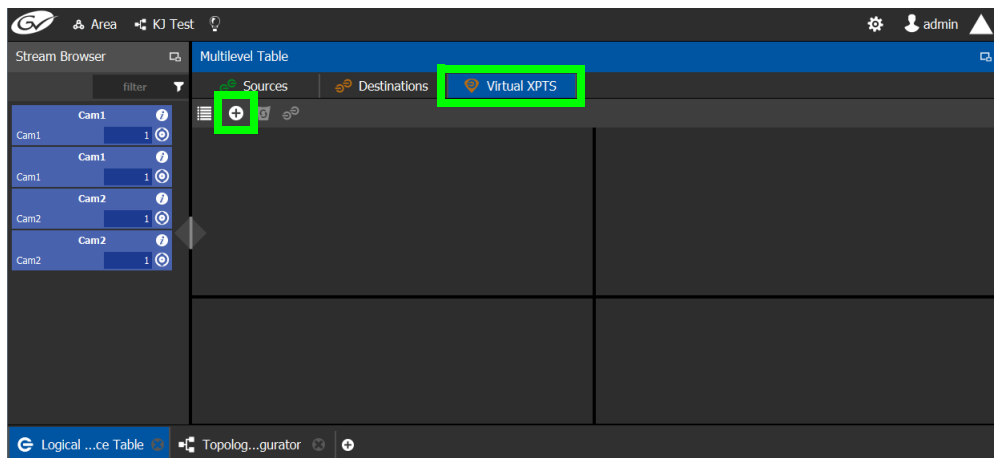 GV Area KJ Test admin
Stream Browser Multilevel Table
filter Sources Destinations Virtual XPTS
Cam1
Cam1 1
Cam1
Cam1 1
Cam2
Cam2 1
Cam2
Cam2 1
Logical ...ce Table Topolog...gurator